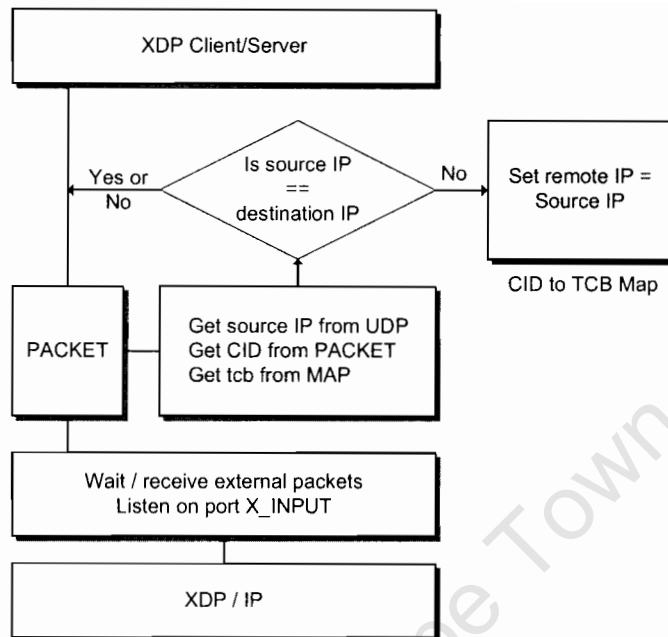 XDP Client/Server
Is source IP
==
destination IP
Yes or
No
No
Set remote IP =
Source IP
CID to TCB Map
PACKET
Get source IP from UDP
Get CID from PACKET
Get tcb from MAP
Wait / receive external packets
Listen on port X_INPUT
XDP / IP
Town